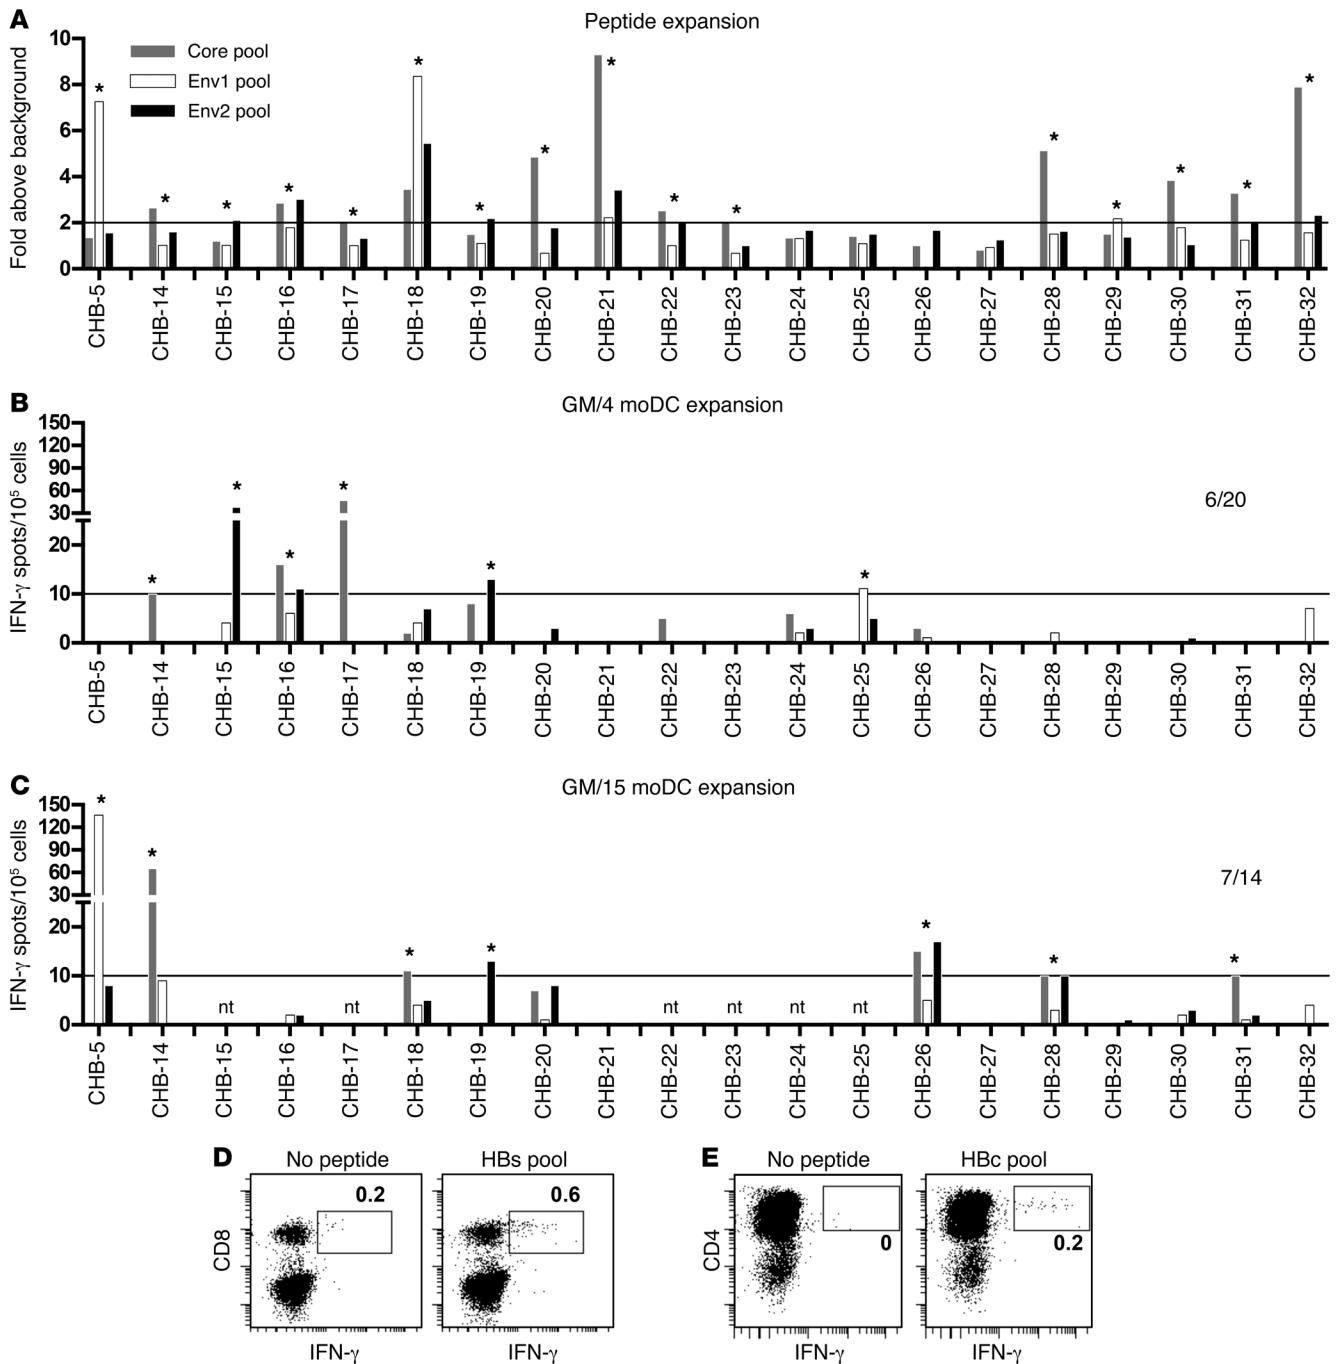 A
Peptide expansion
Fold above background
10
8
6
4
2
0
Core pool
Env1 pool
Env2 pool
* * * * * * * * * * * * * * * *
CHB-5 CHB-14 CHB-15 CHB-16 CHB-17 CHB-18 CHB-19 CHB-20 CHB-21 CHB-22 CHB-23 CHB-24 CHB-25 CHB-26 CHB-27 CHB-28 CHB-29 CHB-30 CHB-31 CHB-32
B
GM/4 moDC expansion
IFN-γ spots/10⁵ cells
150
120
90
60
30
20
10
0
* * * * * *
6/20
CHB-5 CHB-14 CHB-15 CHB-16 CHB-17 CHB-18 CHB-19 CHB-20 CHB-21 CHB-22 CHB-23 CHB-24 CHB-25 CHB-26 CHB-27 CHB-28 CHB-29 CHB-30 CHB-31 CHB-32
C
GM/15 moDC expansion
IFN-γ spots/10⁵ cells
150
120
90
60
30
20
10
0
* * * * * * *
7/14
nt nt nt nt nt nt
CHB-5 CHB-14 CHB-15 CHB-16 CHB-17 CHB-18 CHB-19 CHB-20 CHB-21 CHB-22 CHB-23 CHB-24 CHB-25 CHB-26 CHB-27 CHB-28 CHB-29 CHB-30 CHB-31 CHB-32
D
No peptide
HBs pool
0.2
0.6
CD8
IFN-γ
IFN-γ
E
No peptide
HBc pool
0
0.2
CD4
IFN-γ
IFN-γ